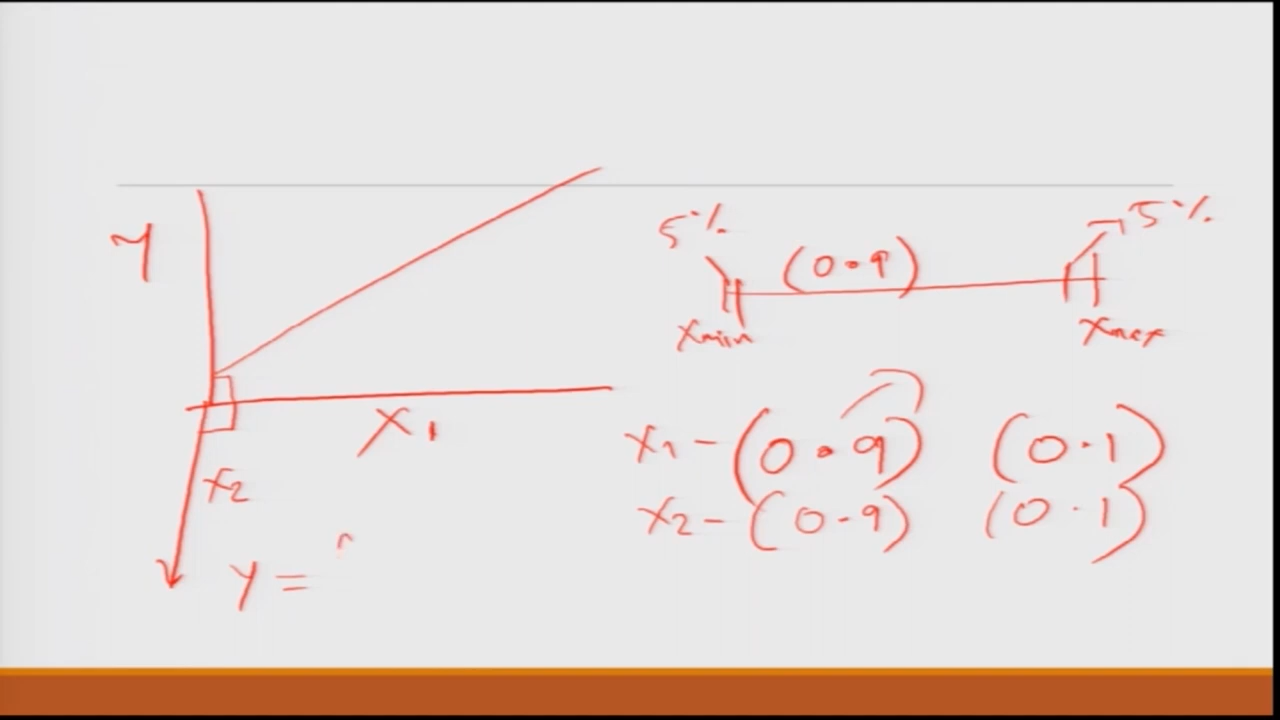 Y
X1
X2
Y =
5% (0.9) 5%
Xmin Xmax
X1 - (0.9) (0.1)
X2 - (0.9) (0.1)